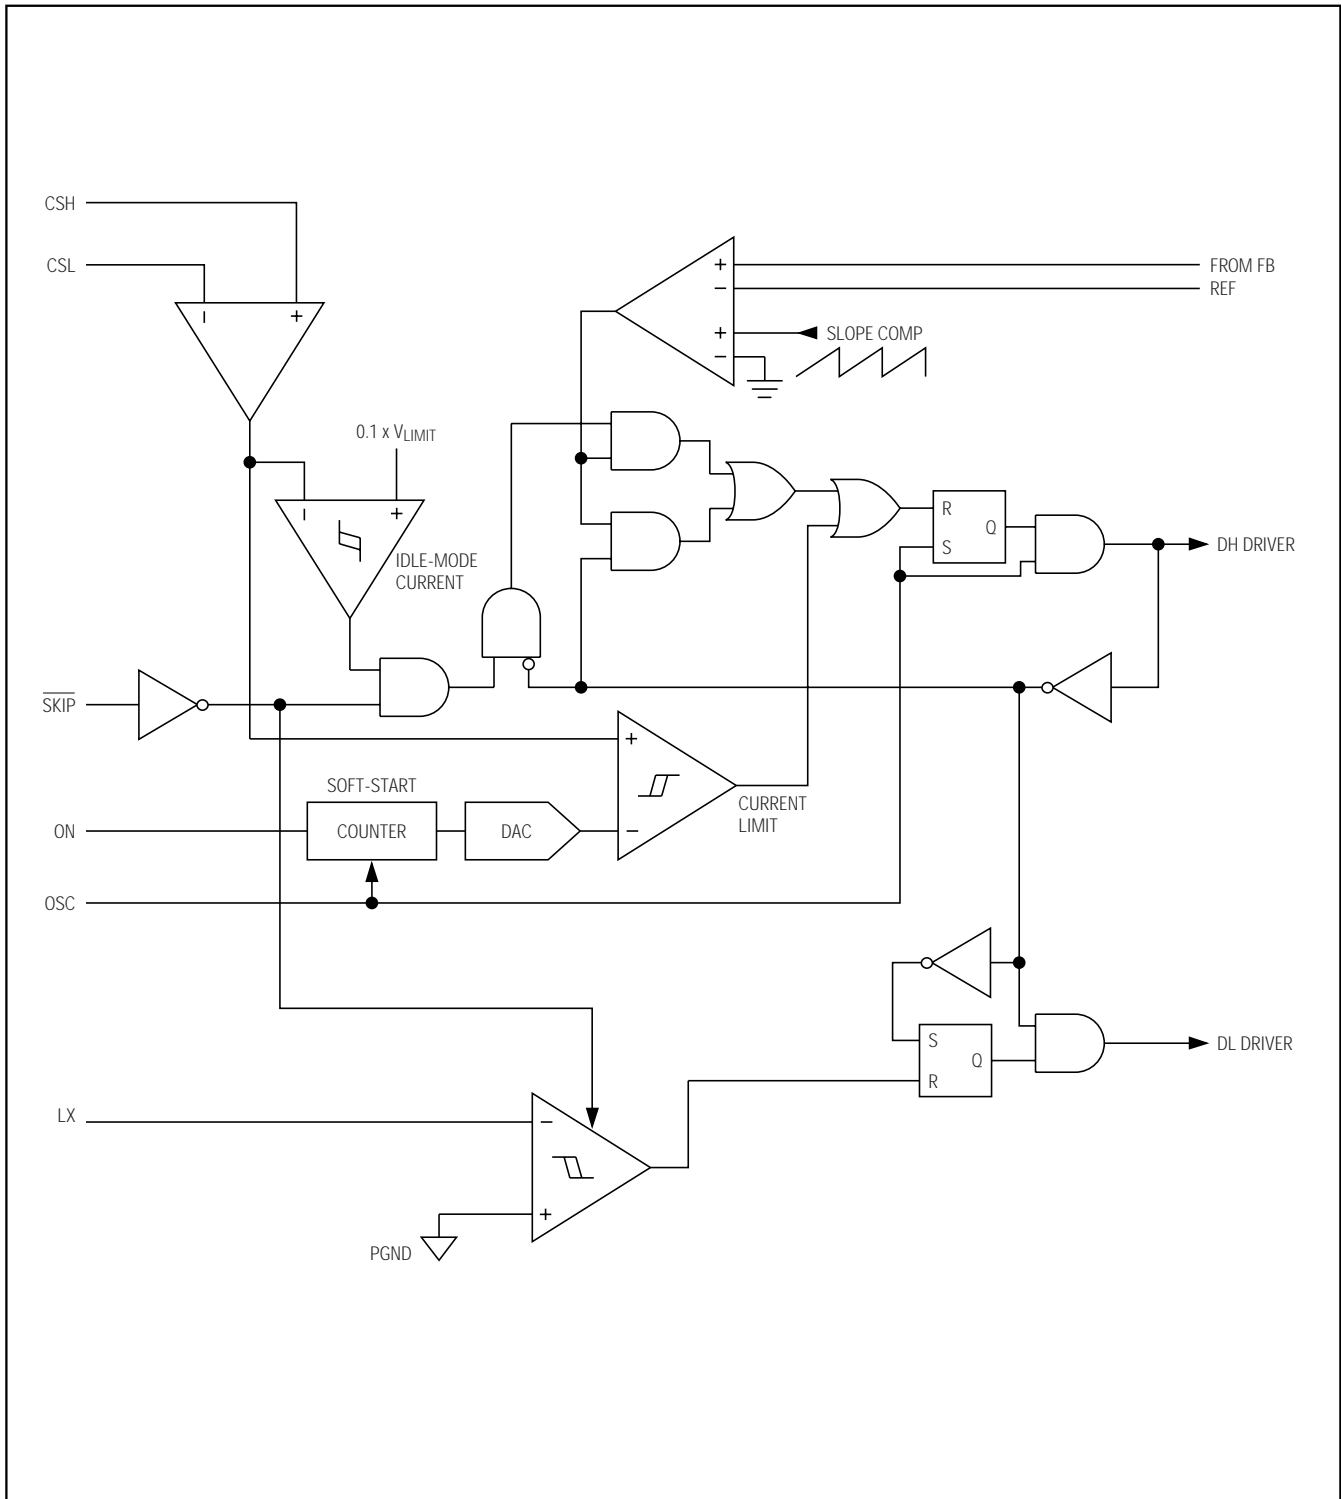 CSH
CSL
FROM FB
REF
SLOPE COMP
0.1 x VLIMIT
IDLE-MODE
CURRENT
R
Q
S
DH DRIVER
SKIP
SOFT-START
COUNTER
DAC
CURRENT
LIMIT
ON
OSC
S
Q
R
DL DRIVER
LX
PGND